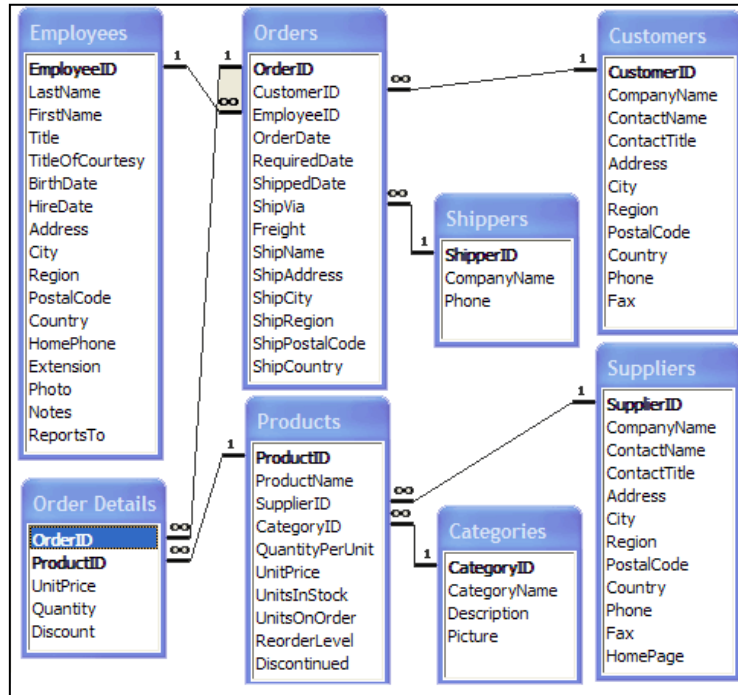 Employees
EmployeeID
LastName
FirstName
Title
TitleOfCourtesy
BirthDate
HireDate
Address
City
Region
PostalCode
Country
HomePhone
Extension
Photo
Notes
ReportsTo
1
1
∞
Orders
OrderID
CustomerID
EmployeeID
OrderDate
RequiredDate
ShippedDate
ShipVia
Freight
ShipName
ShipAddress
ShipCity
ShipRegion
ShipPostalCode
ShipCountry
∞
1
∞
1
Customers
CustomerID
CompanyName
ContactName
ContactTitle
Address
City
Region
PostalCode
Country
Phone
Fax
Shippers
ShipperID
CompanyName
Phone
Order Details
OrderID
ProductID
UnitPrice
Quantity
Discount
∞
∞
1
Products
ProductID
ProductName
SupplierID
CategoryID
QuantityPerUnit
UnitPrice
UnitsInStock
UnitsOnOrder
ReorderLevel
Discontinued
∞
∞
1
1
Categories
CategoryID
CategoryName
Description
Picture
Suppliers
SupplierID
CompanyName
ContactName
ContactTitle
Address
City
Region
PostalCode
Country
Phone
Fax
HomePage